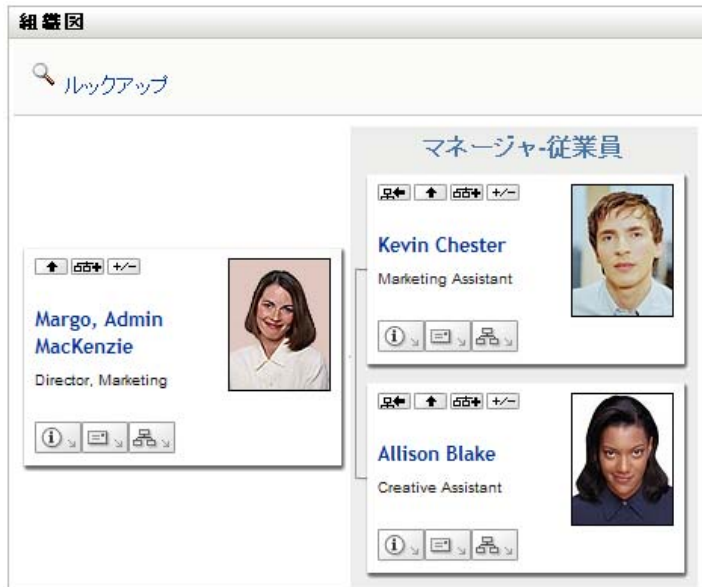 組織図
ルックアップ
マネージャ-従業員
Kevin Chester
Marketing Assistant
Margo, Admin
MacKenzie
Director, Marketing
Allison Blake
Creative Assistant